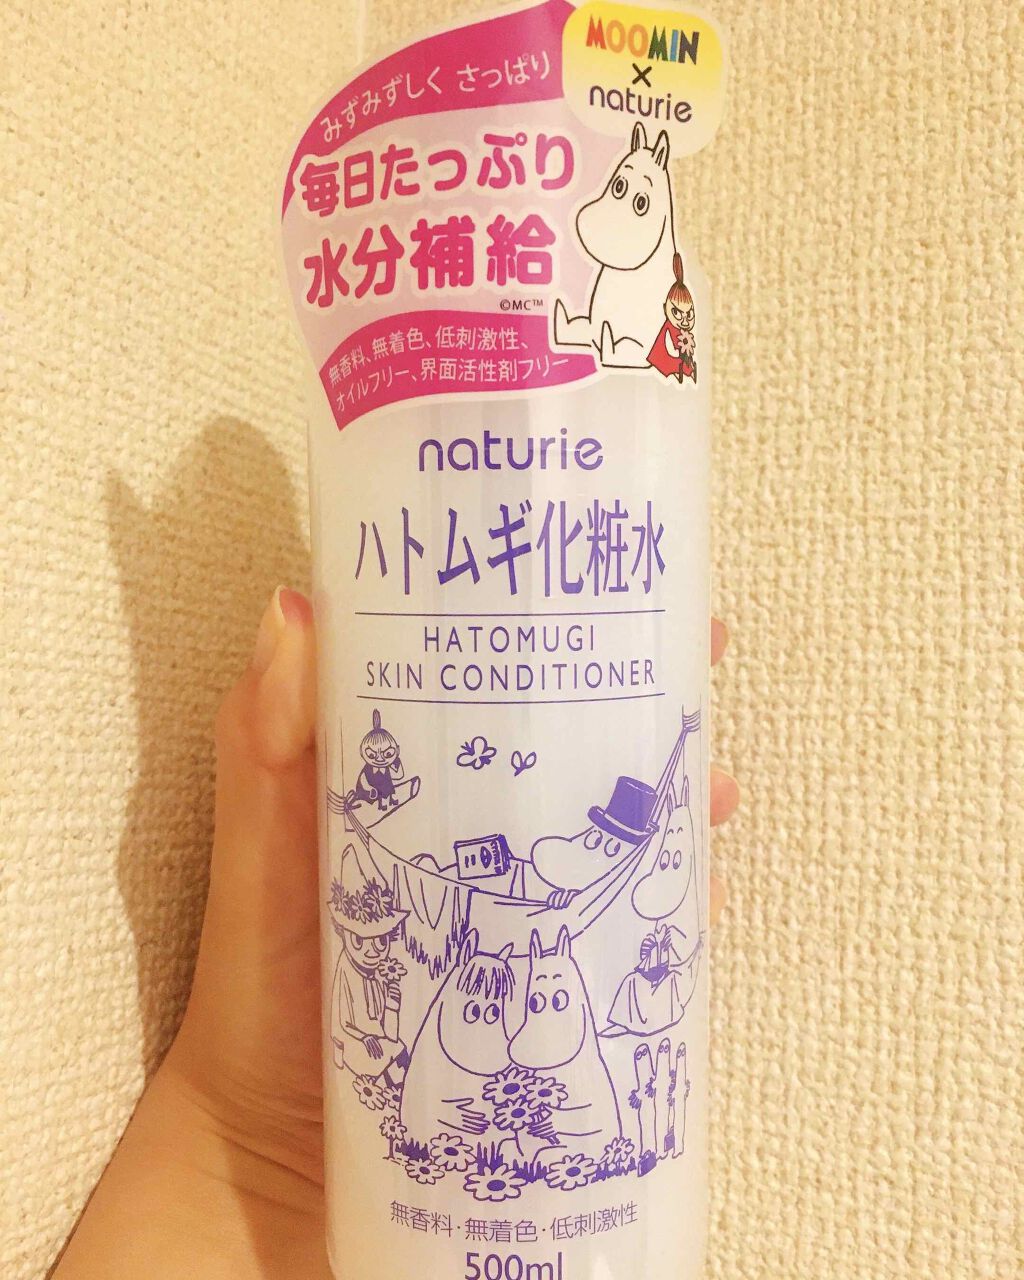 MOOMIN
×
naturie
みずみずしく さっぱり
毎日たっぷり
水分補給
©MC™
無香料、無着色、低刺激性、
オイルフリー、界面活性剤フリー
naturie
ハトムギ化粧水
HATOMUGI
SKIN CONDITIONER
無香料・無着色・低刺激性
500ml